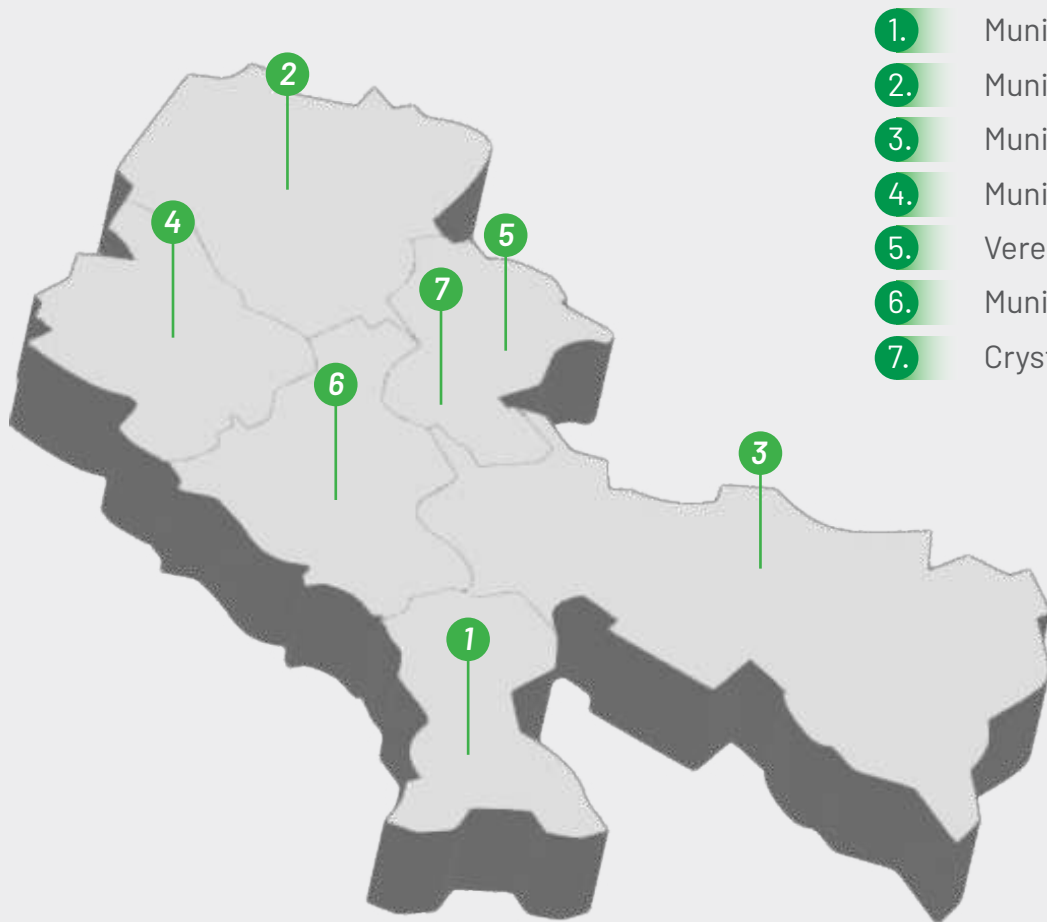 1. Muni
2. Muni
3. Muni
4. Muni
5. Vere
6. Muni
7. Cryst
2
4
5
7
6
3
1